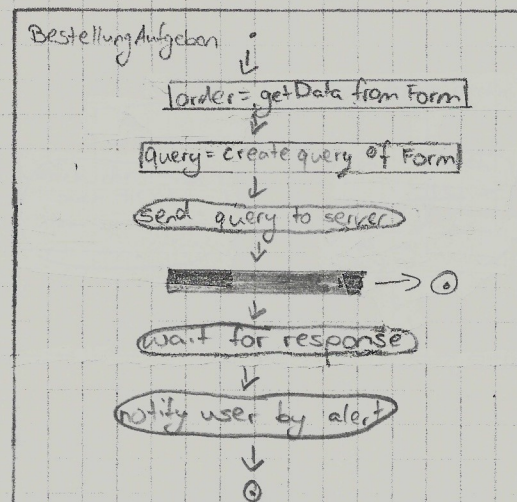 BestellungAufgeben
order = getData from Form
query = create query of Form
send query to server
wait for response
notify user by alert